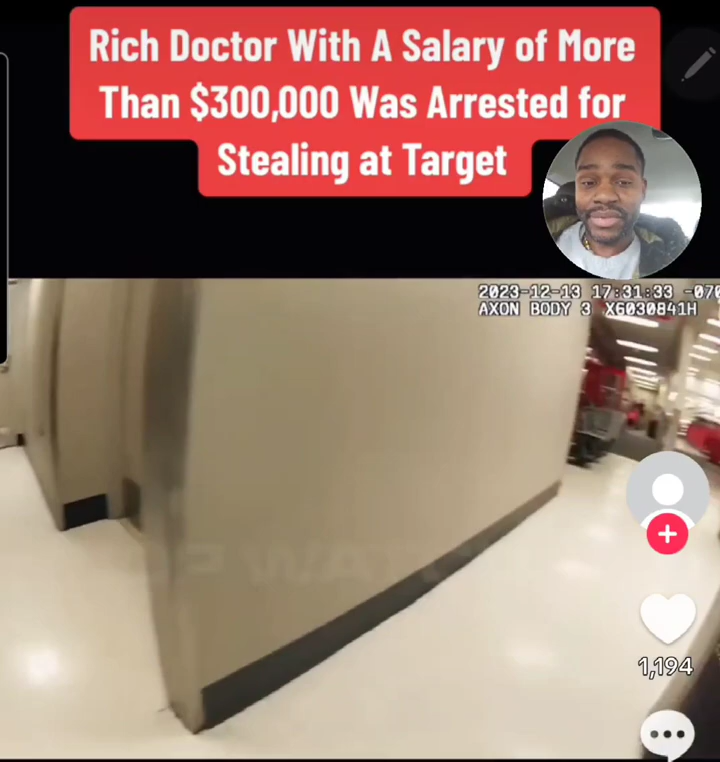 Rich Doctor With A Salary of More
Than $300,000 Was Arrested for
Stealing at Target
2023-12-13 17:31:33 -070
AXON BODY 3 X6030841H
1,194